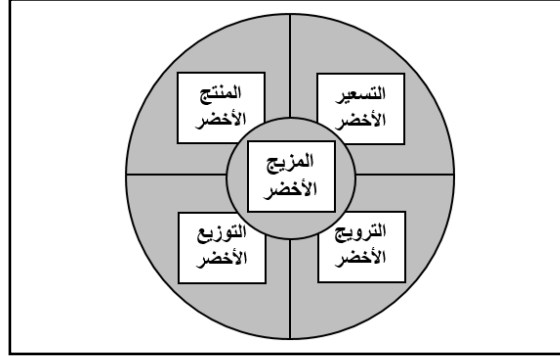 التسعير
الأخضر
المنتج
الأخضر
المزيج
الأخضر
الترويج
الأخضر
التوزيع
الأخضر